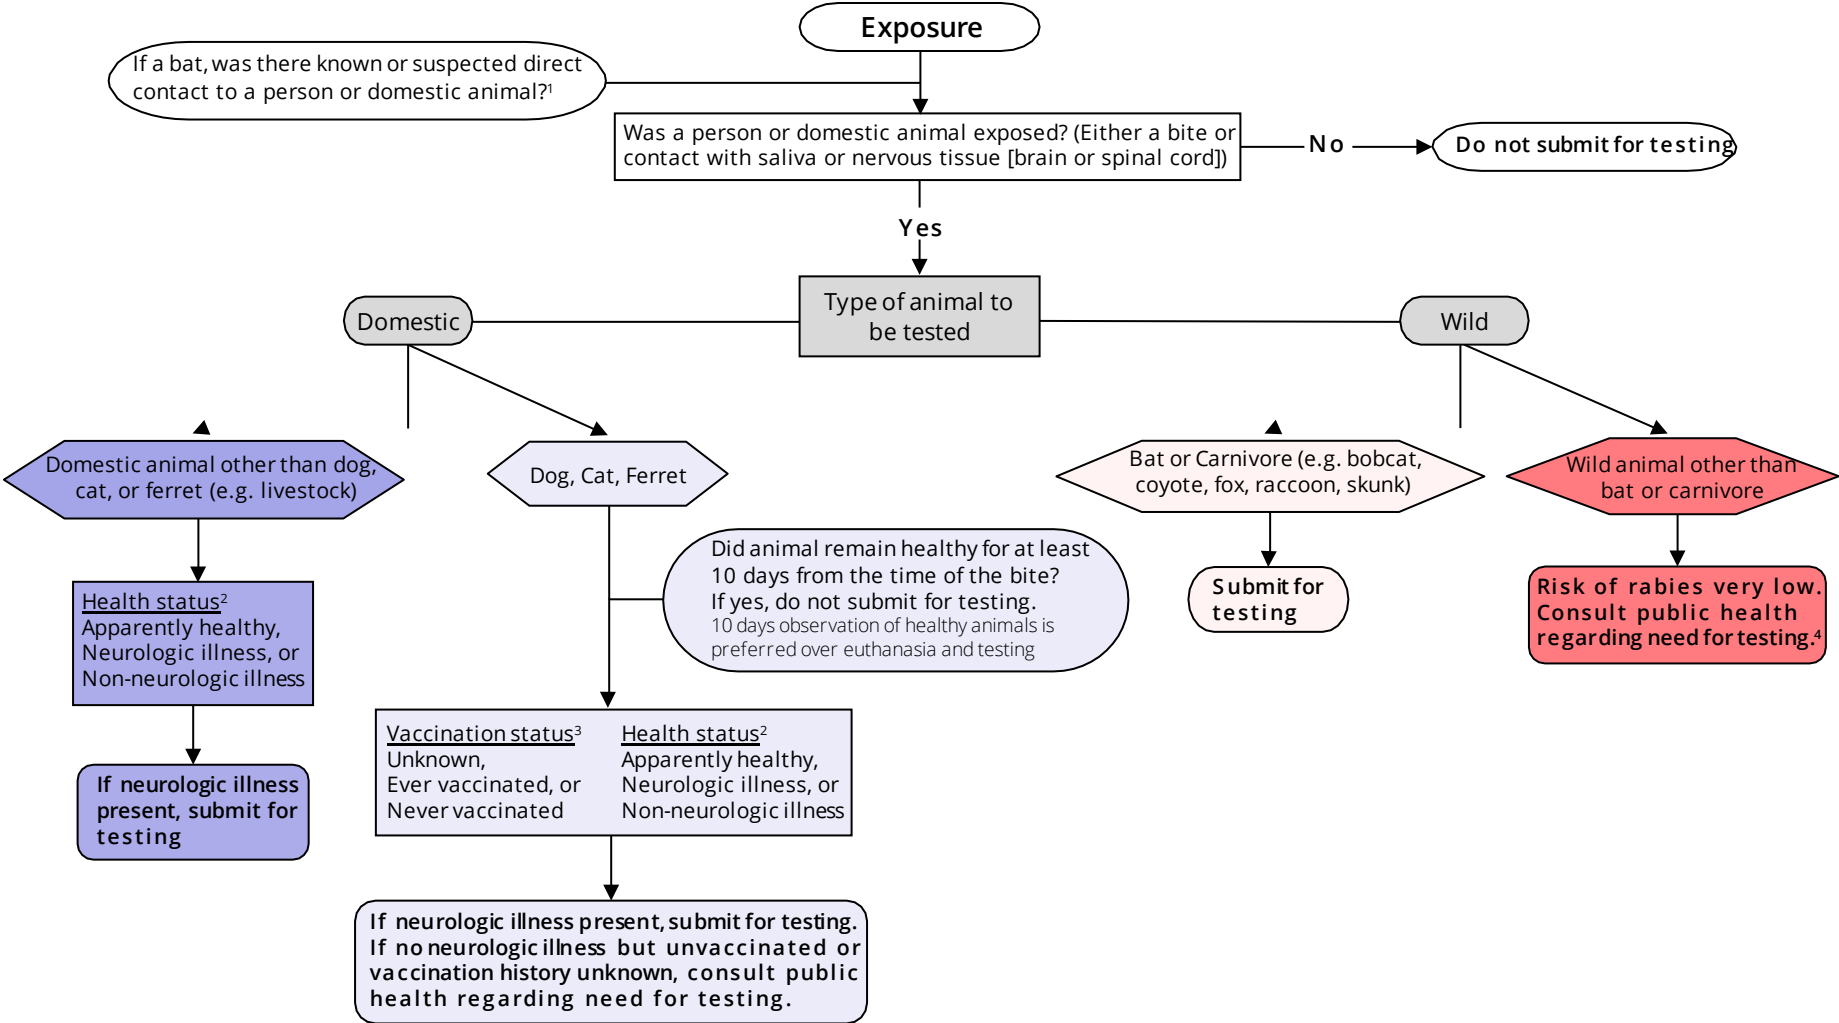 Exposure
If a bat, was there known or suspected direct
contact to a person or domestic animal?¹
Was a person or domestic animal exposed? (Either a bite or
contact with saliva or nervous tissue [brain or spinal cord])
No
Do not submit for testing
Yes
Type of animal to
be tested
Domestic
Wild
Domestic animal other than dog,
cat, or ferret (e.g. livestock)
Dog, Cat, Ferret
Bat or Carnivore (e.g. bobcat,
coyote, fox, raccoon, skunk)
Wild animal other than
bat or carnivore
Health status²
Apparently healthy,
Neurologic illness, or
Non-neurologic illness
Did animal remain healthy for at least
10 days from the time of the bite?
If yes, do not submit for testing.
10 days observation of healthy animals is
preferred over euthanasia and testing
Submit for
testing
Risk of rabies very low.
Consult public health
regarding need for testing.⁴
If neurologic illness
present, submit for
testing
Vaccination status³
Unknown,
Ever vaccinated, or
Never vaccinated
Health status²
Apparently healthy,
Neurologic illness, or
Non-neurologic illness
If neurologic illness present, submit for testing.
If no neurologic illness but unvaccinated or
vaccination history unknown, consult public
health regarding need for testing.